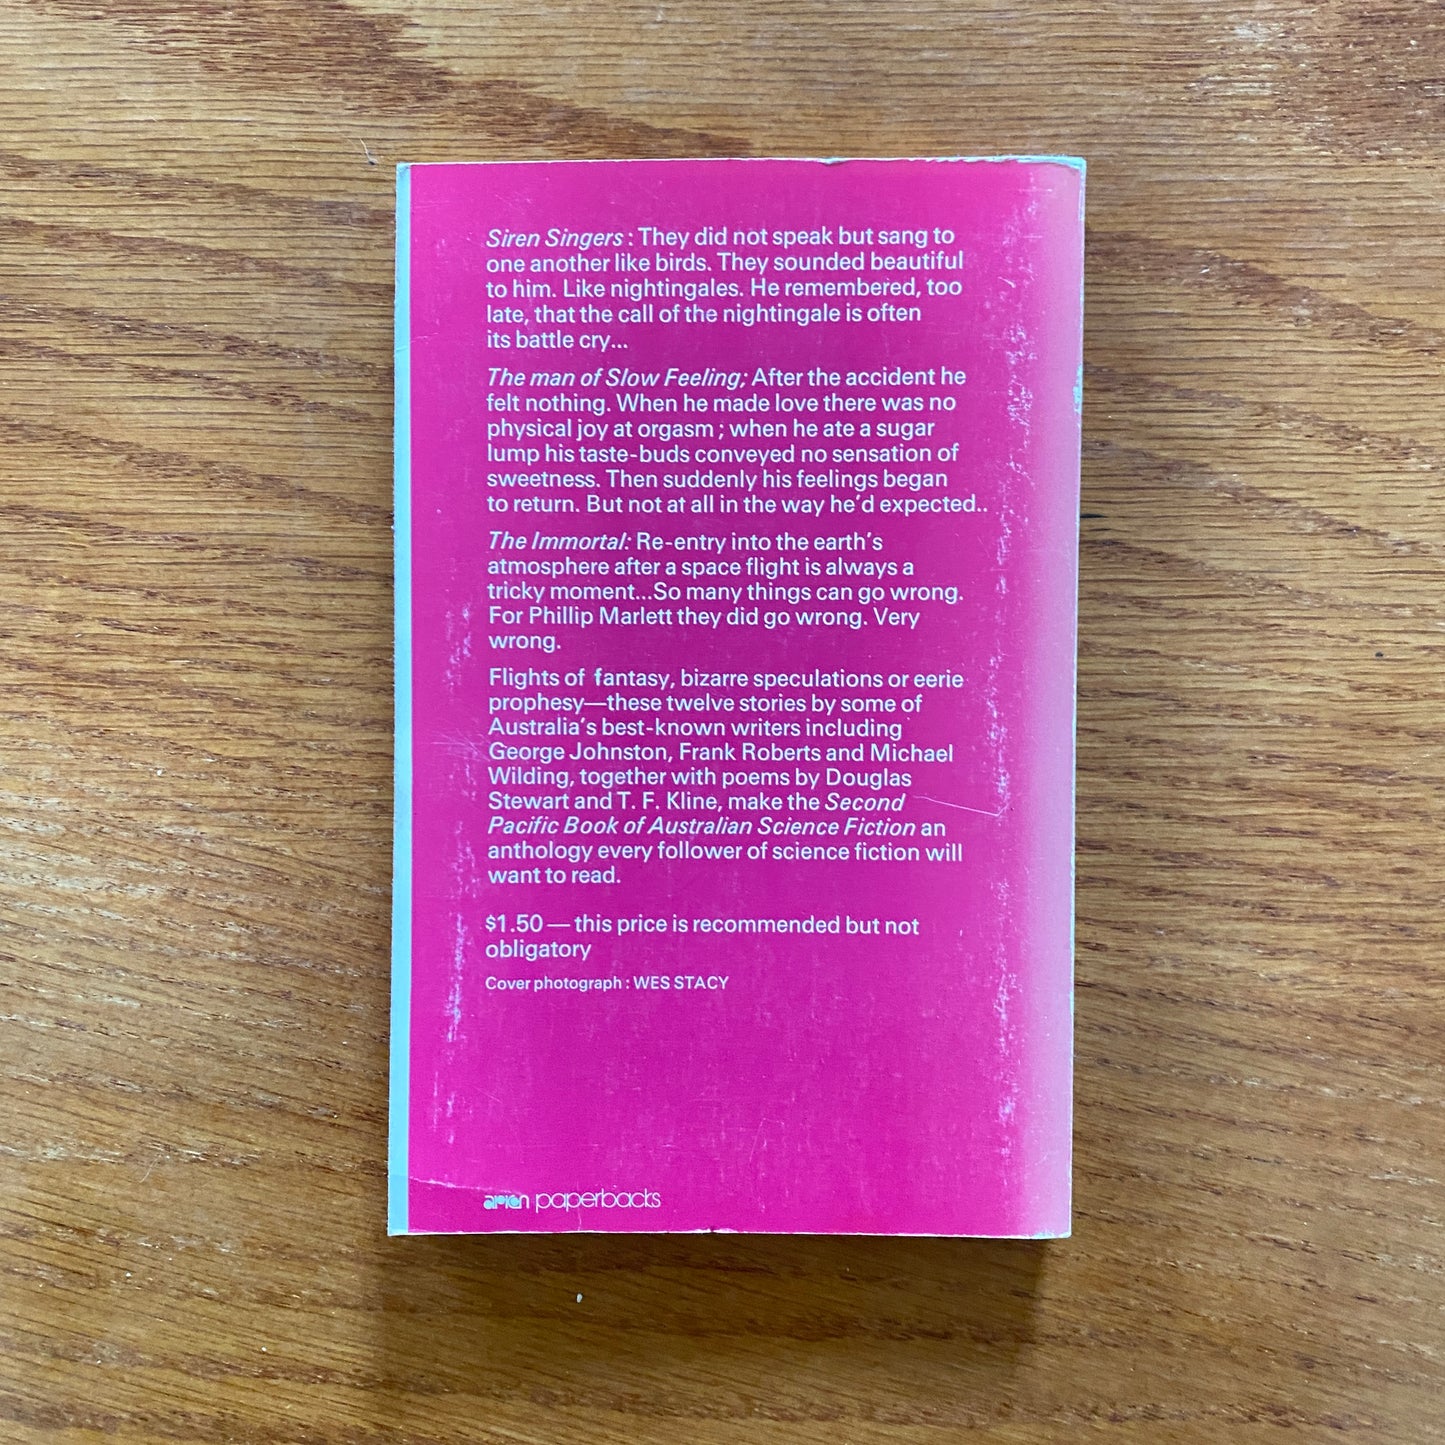 Siren Singers : They did not speak but sang to
one another like birds. They sounded beautiful
to him. Like nightingales. He remembered, too
late, that the call of the nightingale is often
its battle cry...
The man of Slow Feeling; After the accident he
felt nothing. When he made love there was no
physical joy at orgasm ; when he ate a sugar
lump his taste-buds conveyed no sensation of
sweetness. Then suddenly his feelings began
to return. But not at all in the way he'd expected..
The Immortal: Re-entry into the earth's
atmosphere after a space flight is always a
tricky moment...So many things can go wrong.
For Phillip Marlett they did go wrong. Very
wrong.
Flights of fantasy, bizarre speculations or eerie
prophesy—these twelve stories by some of
Australia's best-known writers including
George Johnston, Frank Roberts and Michael
Wilding, together with poems by Douglas
Stewart and T. F. Kline, make the Second
Pacific Book of Australian Science Fiction an
anthology every follower of science fiction will
want to read.
$1.50 — this price is recommended but not
obligatory
Cover photograph : WES STACY
paperbacks